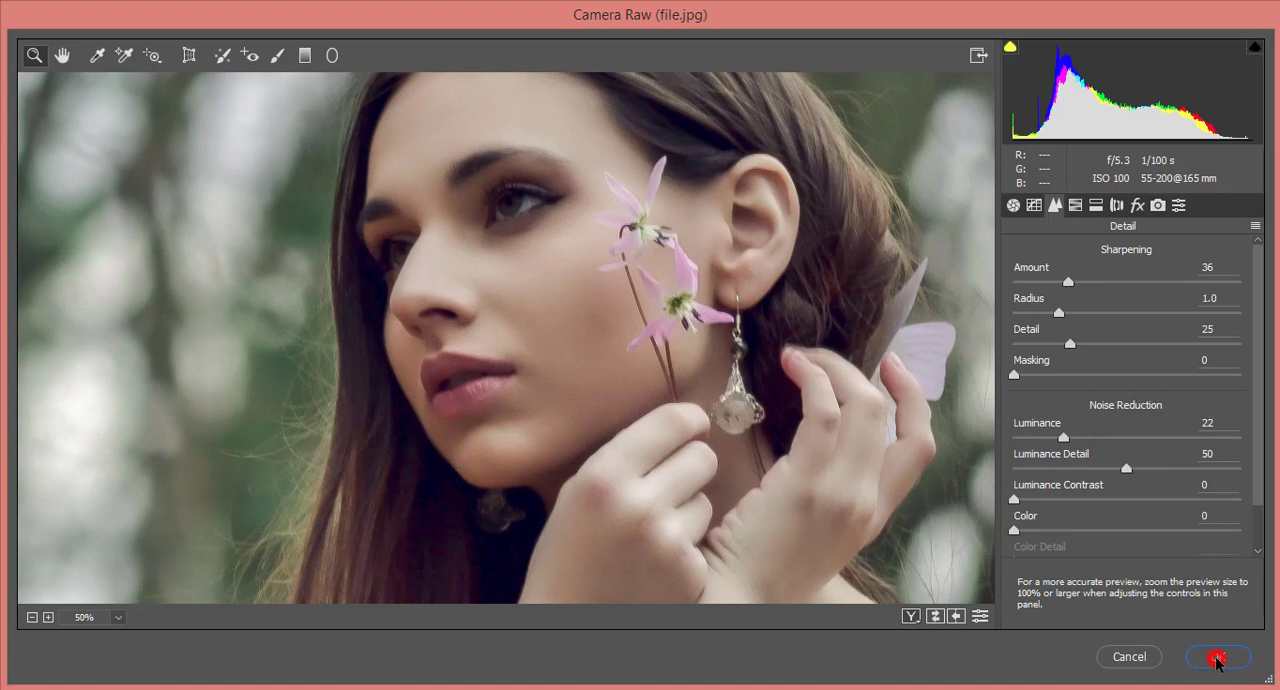 Camera Raw (file.jpg)
R: ---
G: ---
B: ---
f/5.3 1/100 s
ISO 100 55-200@165 mm
fx
Detail
Sharpening
Amount 36
Radius 1.0
Detail 25
Masking 0
Noise Reduction
Luminance 22
Luminance Detail 50
Luminance Contrast 0
Color 0
Color Detail
For a more accurate preview, zoom the preview size to
100% or larger when adjusting the controls in this
panel.
50%
Y
Cancel